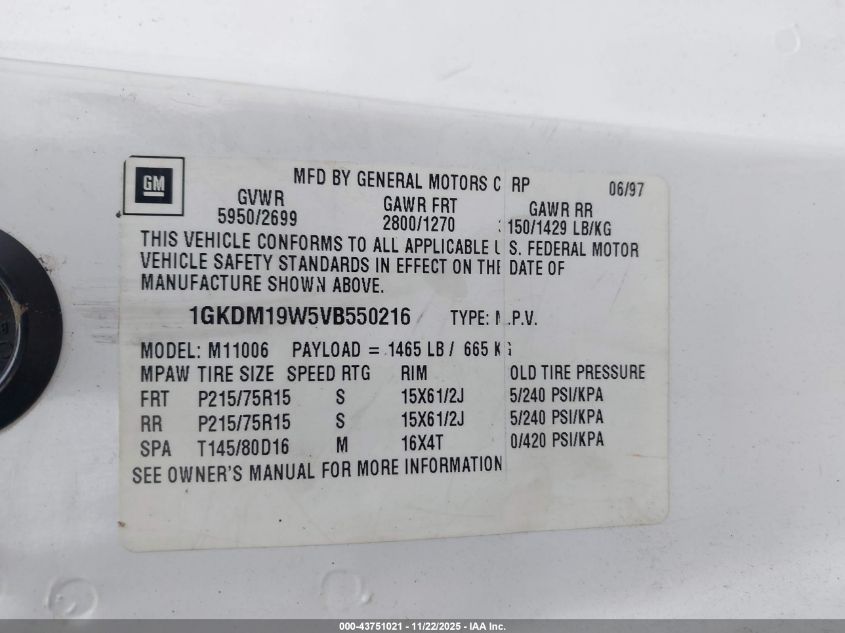 MFD BY GENERAL MOTORS C RP 06/97
GM
GVWR GAWR FRT GAWR RR
5950/2699 2800/1270 150/1429 LB/KG
THIS VEHICLE CONFORMS TO ALL APPLICABLE U S. FEDERAL MOTOR
VEHICLE SAFETY STANDARDS IN EFFECT ON THE DATE OF
MANUFACTURE SHOWN ABOVE.
1GKDM19W5VB550216 TYPE: .P.V.
MODEL: M11006 PAYLOAD = 1465 LB / 665 K
MPAW TIRE SIZE SPEED RTG RIM OLD TIRE PRESSURE
FRT P215/75R15 S 15X61/2J 5/240 PSI/KPA
RR P215/75R15 S 15X61/2J 5/240 PSI/KPA
SPA T145/80D16 M 16X4T 0/420 PSI/KPA
SEE OWNER'S MANUAL FOR MORE INFORMATION
000-43751021 - 11/22/2025 - IAA Inc.